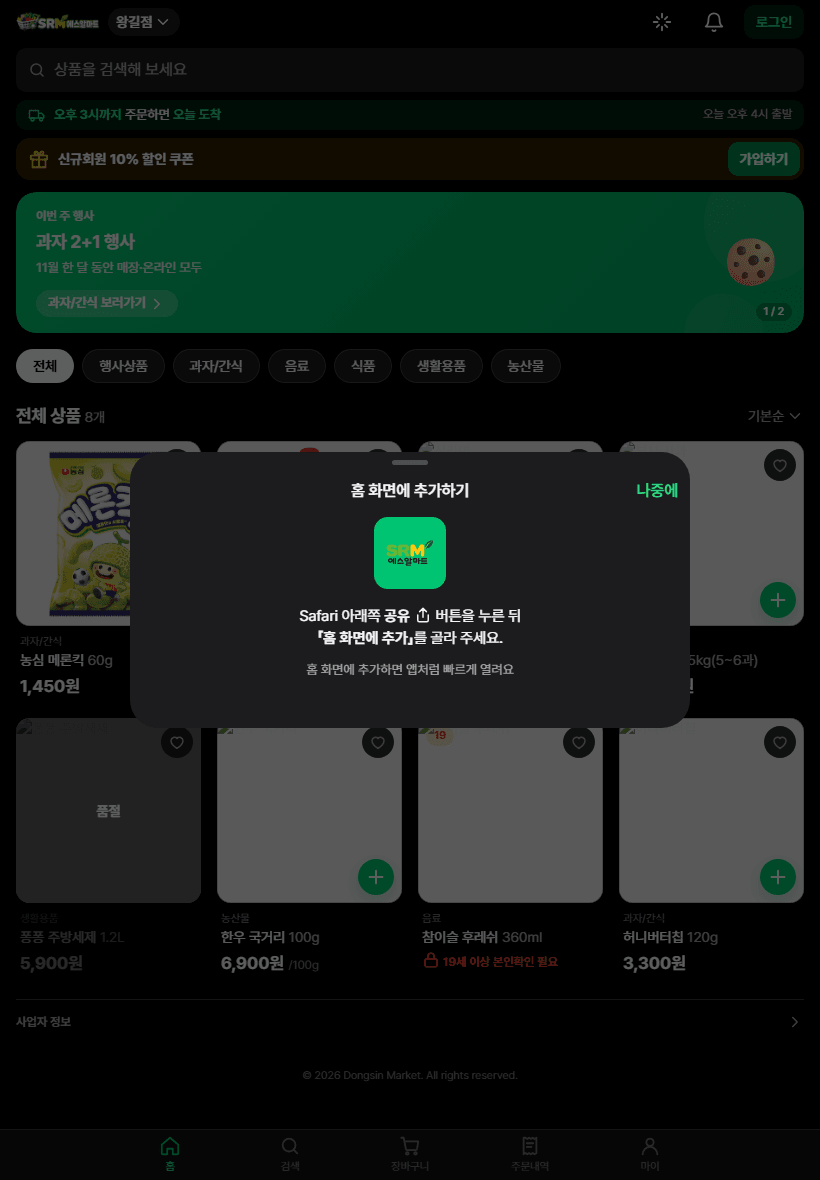 SRM 에스알마트
왕길점
로그인
상품을 검색해 보세요
오후 3시까지 주문하면 오늘 도착
오늘 오후 4시 출발
신규회원 10% 할인 쿠폰
가입하기
이번 주 행사
과자 2+1 행사
11월 한 달 동안 매장·온라인 모두
과자/간식 보러가기
1 / 2
전체
행사상품
과자/간식
음료
식품
생활용품
농산물
전체 상품 8개
기본순
농심
홈 화면에 추가하기
나중에
SRM
에스알마트
Safari 아래쪽 공유 버튼을 누른 뒤
『홈 화면에 추가』를 골라 주세요.
홈 화면에 추가하면 앱처럼 빠르게 열려요
과자/간식
농심 메론킥 60g
1,450원
5kg(5~6과)
원
품절
19
생활용품
퐁퐁 주방세제 1.2L
5,900원
농산물
한우 국거리 100g
6,900원 /100g
음료
참이슬 후레쉬 360ml
19세 이상 본인확인 필요
과자/간식
허니버터칩 120g
3,300원
사업자 정보
© 2026 Dongsin Market. All rights reserved.
홈
검색
장바구니
주문내역
마이